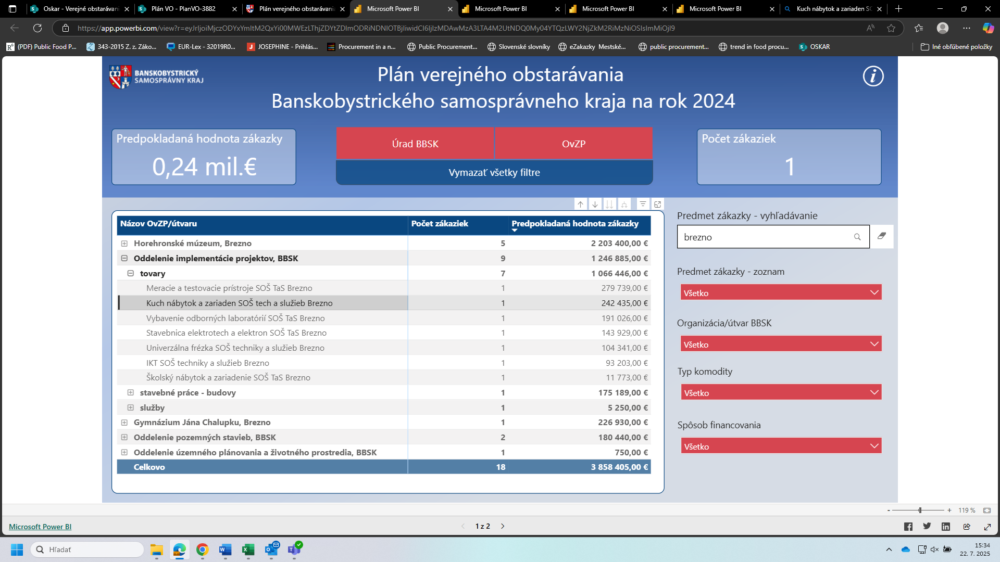 Oskar - Verejné obstarávani
Plán VO - PlanVO-3882
Plán verejného obstarávania
Microsoft Power BI
Microsoft Power BI
Microsoft Power BI
Microsoft Power BI
Kuch nábytok a zariaden SO
(PDF) Public Food P...
343-2015 Z. z. Záko...
EUR-Lex - 32019R0...
JOSEPHINE - Prihlás...
Procurement in a n...
Public Procurement...
Slovenské slovníky
eZakazky Mestské...
public procurement...
trend in food procu...
OSKAR
Iné obľúbené položky
BANSKOBYSTRICKÝ
SAMOSPRÁVNY KRAJ
Plán verejného obstarávania
Banskobystrického samosprávneho kraja na rok 2024
Predpokladaná hodnota zákazky
0,24 mil.€
Úrad BBSK
OvZP
Vymazať všetky filtre
Počet zákaziek
1
Názov OvZP/útvaru Počet zákaziek Predpokladaná hodnota zákazky
Horehronské múzeum, Brezno 5 2 203 400,00 €
Oddelenie implementácie projektov, BBSK 9 1 246 885,00 €
tovary 7 1 066 446,00 €
Meracie a testovacie prístroje SOŠ TaS Brezno 1 279 739,00 €
Kuch nábytok a zariaden SOŠ tech a služieb Brezno 1 242 435,00 €
Vybavenie odborných laboratórií SOŠ TaS Brezno 1 191 026,00 €
Stavebnica elektrotech a elektron SOŠ TaS Brezno 1 143 929,00 €
Univerzálna frézka SOŠ techniky a služieb Brezno 1 104 341,00 €
IKT SOŠ techniky a služieb Brezno 1 93 203,00 €
Školský nábytok a zariadenie SOŠ TaS Brezno 1 11 773,00 €
stavebné práce - budovy 1 175 189,00 €
služby 1 5 250,00 €
Gymnázium Jána Chalupku, Brezno 1 226 930,00 €
Oddelenie pozemných stavieb, BBSK 2 180 440,00 €
Oddelenie územného plánovania a životného prostredia, BBSK 1 750,00 €
Celkovo 18 3 858 405,00 €
Predmet zákazky - vyhľadávanie
brezno
Predmet zákazky - zoznam
Všetko
Organizácia/útvar BBSK
Všetko
Typ komodity
Všetko
Spôsob financovania
Všetko
- + 119 %
Microsoft Power BI
1 z 2
Hľadať
15:34
22. 7. 2025